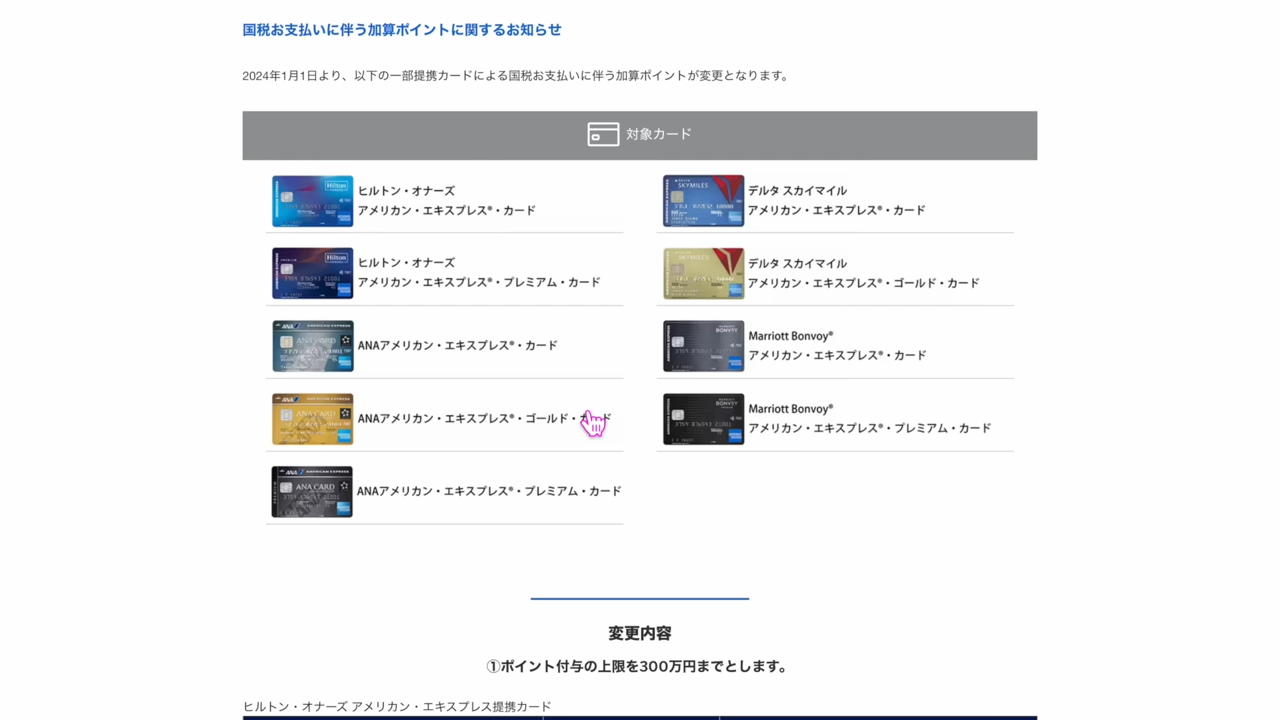 国税お支払いに伴う加算ポイントに関するお知らせ
2024年1月1日より、以下の一部提携カードによる国税お支払いに伴う加算ポイントが変更となります。
対象カード
ヒルトン・オナーズ
アメリカン・エキスプレス®・カード
デルタ スカイマイル
アメリカン・エキスプレス®・カード
ヒルトン・オナーズ
アメリカン・エキスプレス®・プレミアム・カード
デルタ スカイマイル
アメリカン・エキスプレス®・ゴールド・カード
ANAアメリカン・エキスプレス®・カード
Marriott Bonvoy®
アメリカン・エキスプレス®・カード
ANAアメリカン・エキスプレス®・ゴールド・カード
Marriott Bonvoy®
アメリカン・エキスプレス®・プレミアム・カード
ANAアメリカン・エキスプレス®・プレミアム・カード
変更内容
①ポイント付与の上限を300万円までとします。
ヒルトン・オナーズ アメリカン・エキスプレス提携カード